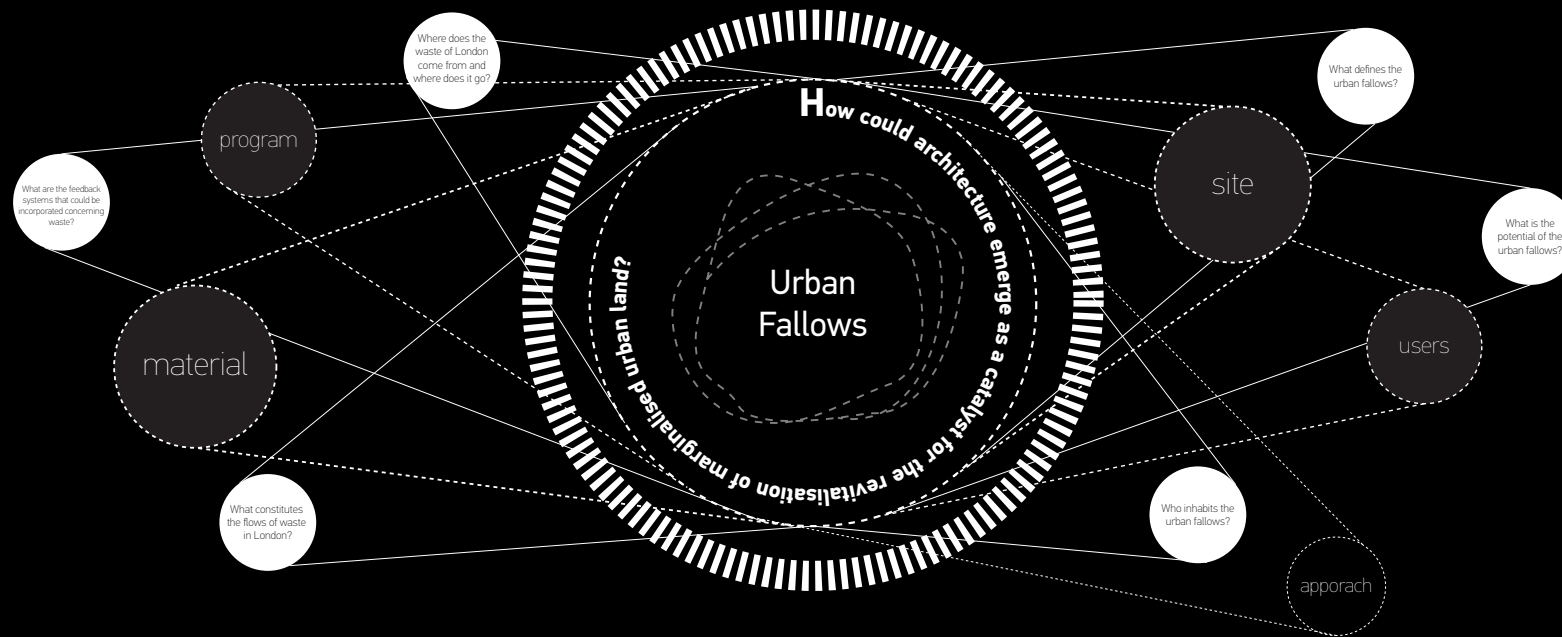 Where does the
waste of London
come from and
where does it go?
What defines the
urban fallows?
program
How could architecture emerge as a catalyst for the revitalisation of marginalised urban land?
site
What are the feedback
systems that could be
incorporated concerning
waste?
What is the
potential of the
urban fallows?
Urban
Fallows
material
users
What constitutes
the flows of waste
in London?
Who inhabits the
urban fallows?
apporach